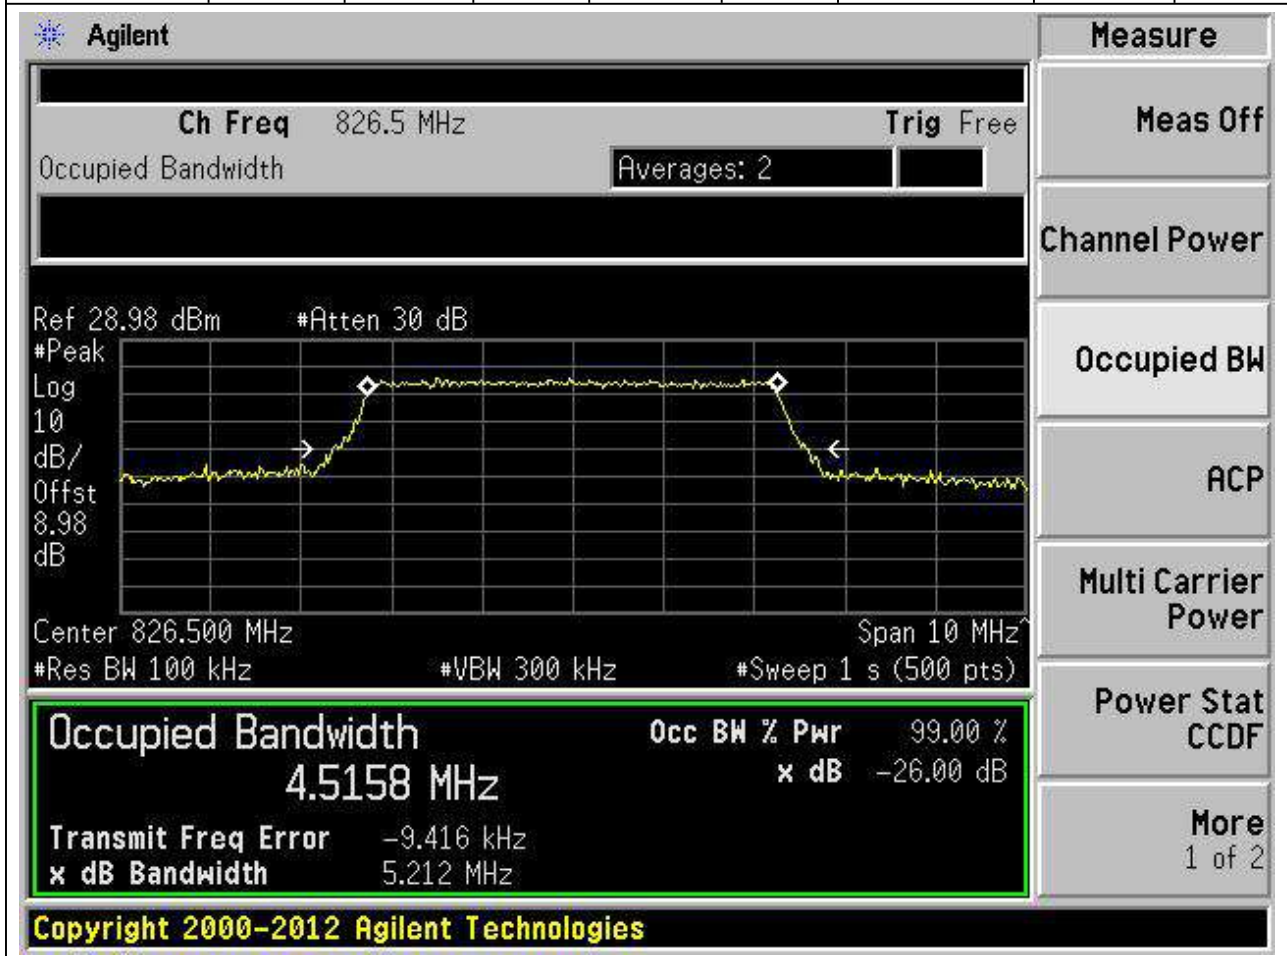 Agilent
Measure
Ch Freq 826.5 MHz Trig Free
Meas Off
Occupied Bandwidth Averages: 2
Channel Power
Ref 28.98 dBm #Atten 30 dB
#Peak
Log
10
dB/
Offst
8.98
dB
Occupied BW
ACP
Center 826.500 MHz Span 10 MHz^
#Res BW 100 kHz #VBW 300 kHz #Sweep 1 s (500 pts)
Multi Carrier
Power
Occupied Bandwidth Occ BW % Pwr 99.00 %
4.5158 MHz x dB -26.00 dB
Transmit Freq Error -9.416 kHz
x dB Bandwidth 5.212 MHz
Power Stat
CCDF
More
1 of 2
Copyright 2000-2012 Agilent Technologies